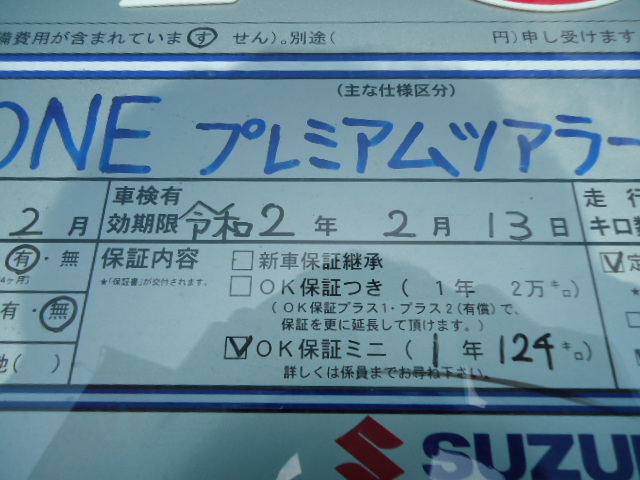 備費用が含まれていま(す)せん)。別途(　　　円)申し受けます
(主な仕様区分)
ONE プレミアムツアラー
2月
車検有効期限 令和2年 2月 13日
走行
キロ
有・無
保証内容
*「保証書」が交付されます。
□新車保証継承
□OK保証つき(1年 2万キロ)
(OK保証プラス1・プラス2(有償)で、
保証を更に延長して頂けます。)
有・無
☑OK保証ミニ(1年 124キロ)
詳しくは係員までお尋ね下さい。
☑定
SUZU